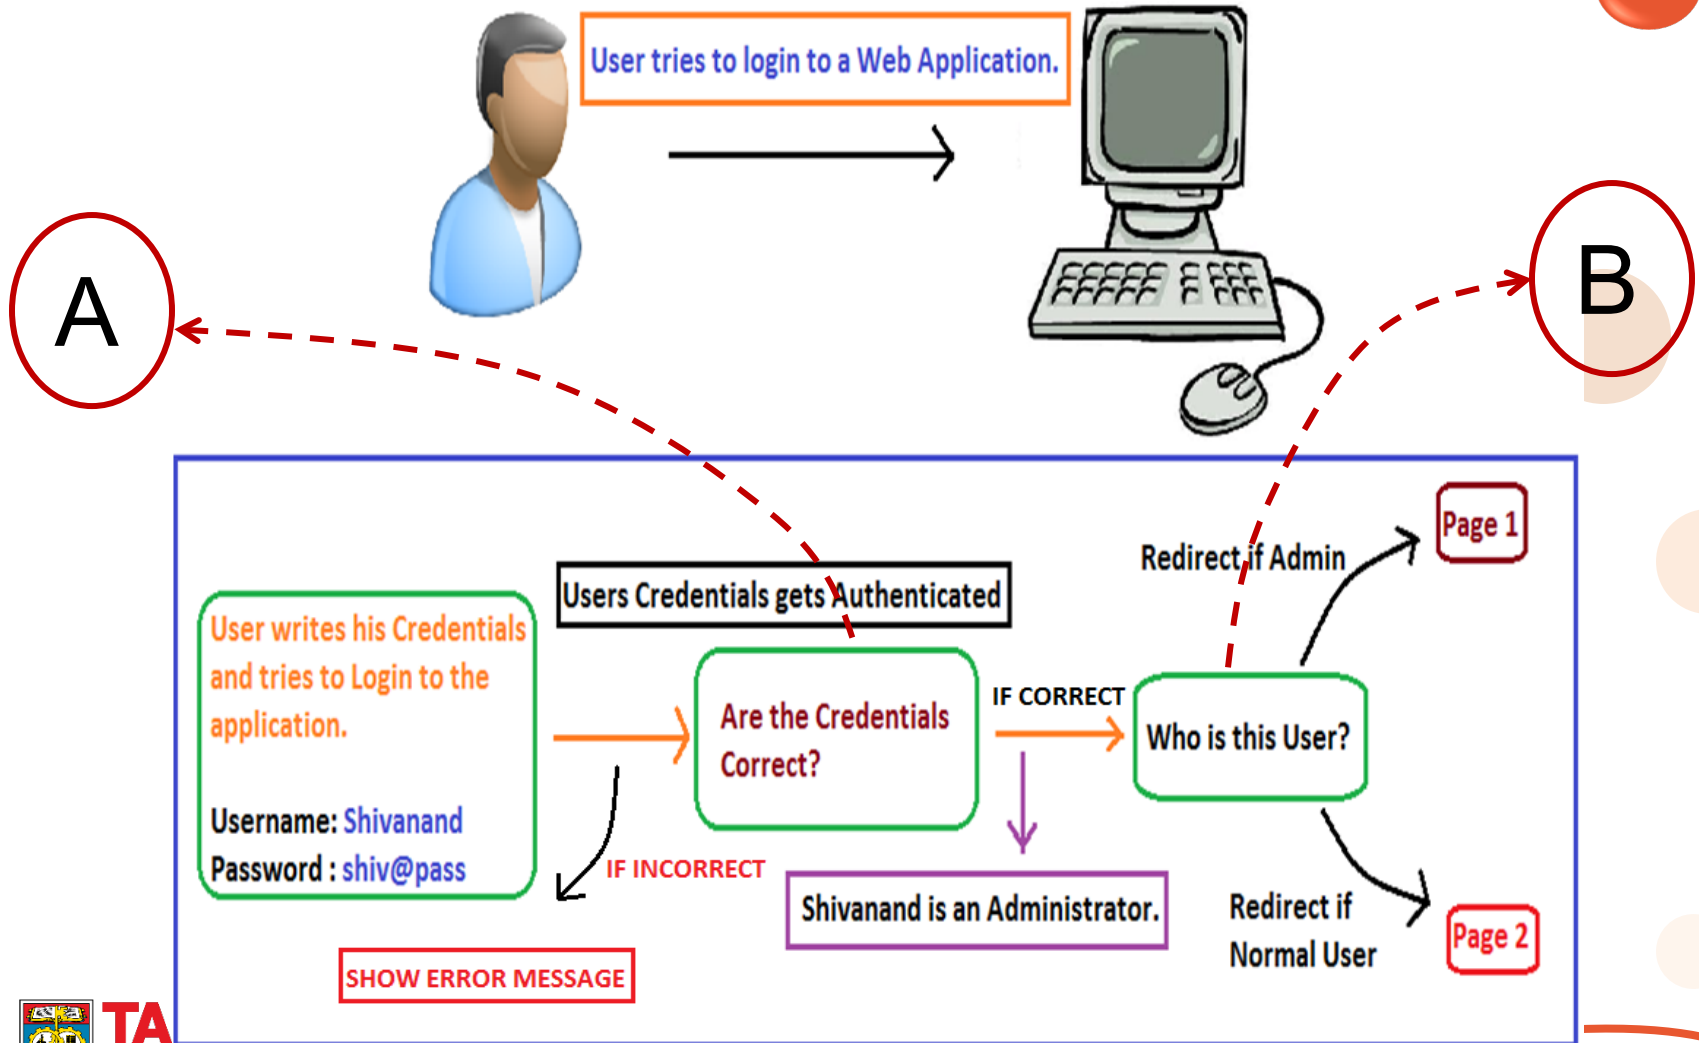 User tries to login to a Web Application.
A
B
Page 1
Redirect if Admin
Users Credentials gets Authenticated
User writes his Credentials
and tries to Login to the
application.
Username: Shivanand
Password : shiv@pass
Are the Credentials
Correct?
IF CORRECT
Who is this User?
IF INCORRECT
Shivanand is an Administrator.
Redirect if
Normal User
Page 2
SHOW ERROR MESSAGE
TA